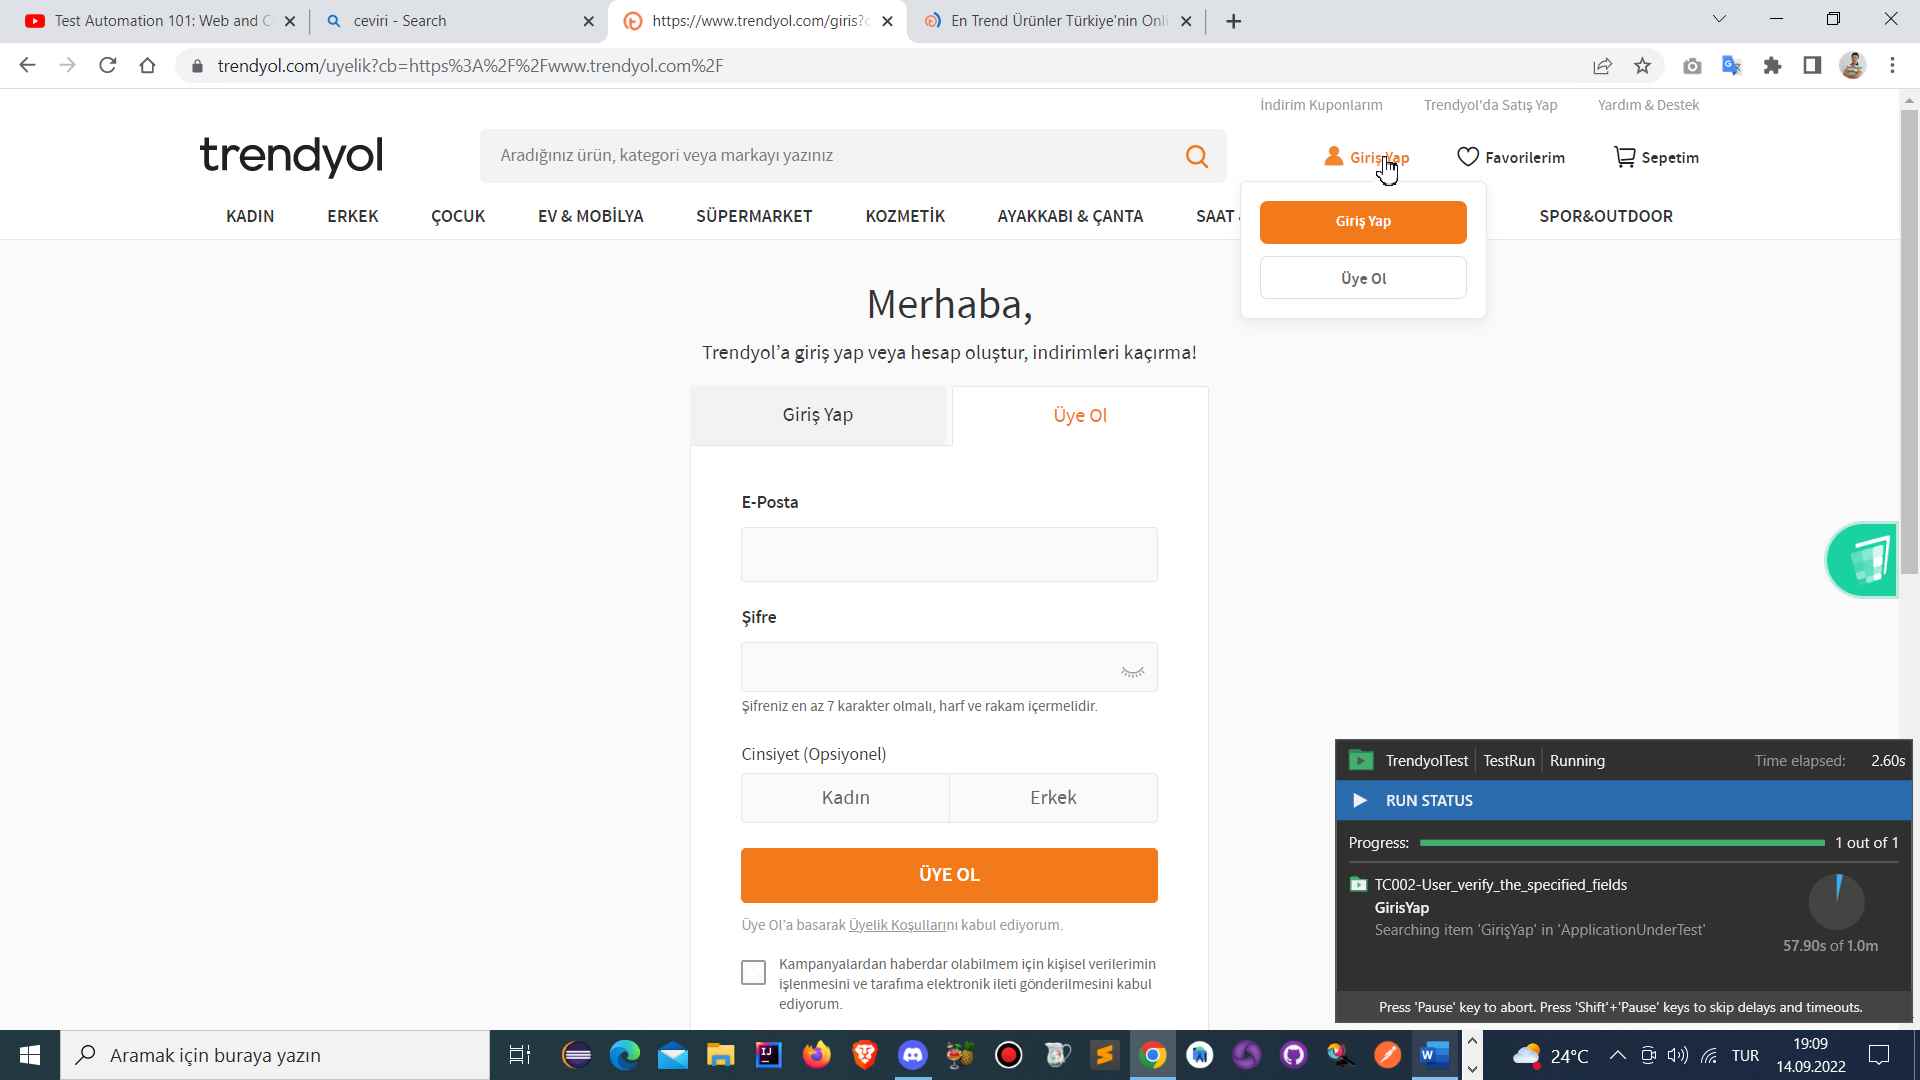 Test Automation 101: Web and C
ceviri - Search
https://www.trendyol.com/giris?c
En Trend Ürünler Türkiye'nin Onli
trendyol.com/uyelik?cb=https%3A%2F%2Fwww.trendyol.com%2F
İndirim Kuponlarım
Trendyol'da Satış Yap
Yardım & Destek
trendyol
Aradığınız ürün, kategori veya markayı yazınız
Giriş Yap
Favorilerim
Sepetim
KADIN
ERKEK
ÇOCUK
EV & MOBİLYA
SÜPERMARKET
KOZMETİK
AYAKKABI & ÇANTA
SAAT
SPOR&OUTDOOR
Giriş Yap
Üye Ol
Merhaba,
Trendyol'a giriş yap veya hesap oluştur, indirimleri kaçırma!
Giriş Yap
Üye Ol
E-Posta
Şifre
Şifreniz en az 7 karakter olmalı, harf ve rakam içermelidir.
Cinsiyet (Opsiyonel)
Kadın
Erkek
ÜYE OL
Üye Ol'a basarak Üyelik Koşullarını kabul ediyorum.
Kampanyalardan haberdar olabilmem için kişisel verilerimin
işlenmesini ve tarafıma elektronik ileti gönderilmesini kabul
ediyorum.
TrendyolTest
TestRun
Running
Time elapsed: 2.60s
RUN STATUS
Progress:
1 out of 1
TC002-User_verify_the_specified_fields
GirisYap
Searching item 'GirişYap' in 'ApplicationUnderTest'
57.90s of 1.0m
Press 'Pause' key to abort. Press 'Shift'+'Pause' keys to skip delays and timeouts.
Aramak için buraya yazın
24°C
TUR
19:09
14.09.2022